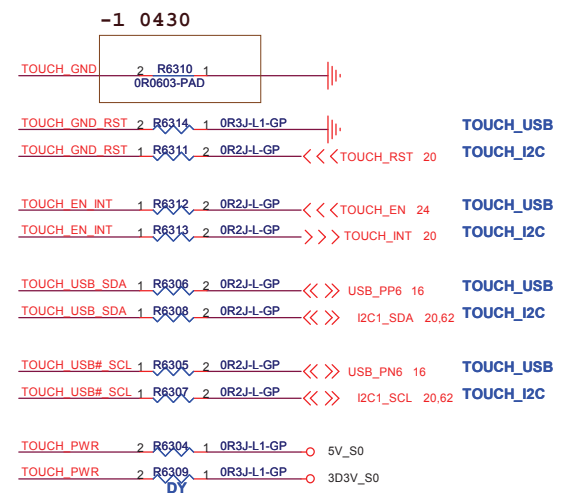 -1 0430
TOUCH_GND 2 R6310 1
0R0603-PAD
TOUCH_GND_RST 2 R6314 1 0R3J-L1-GP TOUCH_USB
TOUCH_GND_RST 1 R6311 2 0R2J-L-GP TOUCH_RST 20 TOUCH_I2C
TOUCH_EN_INT 1 R6312 2 0R2J-L-GP TOUCH_EN 24 TOUCH_USB
TOUCH_EN_INT 1 R6313 2 0R2J-L-GP TOUCH_INT 20 TOUCH_I2C
TOUCH_USB_SDA 1 R6306 2 0R2J-L-GP USB_PP6 16 TOUCH_USB
TOUCH_USB_SDA 1 R6308 2 0R2J-L-GP I2C1_SDA 20,62 TOUCH_I2C
TOUCH_USB#_SCL 1 R6305 2 0R2J-L-GP USB_PN6 16 TOUCH_USB
TOUCH_USB#_SCL 1 R6307 2 0R2J-L-GP I2C1_SCL 20,62 TOUCH_I2C
TOUCH_PWR 2 R6304 1 0R3J-L1-GP 5V_S0
TOUCH_PWR 2 R6309 1 0R3J-L1-GP 3D3V_S0
DY